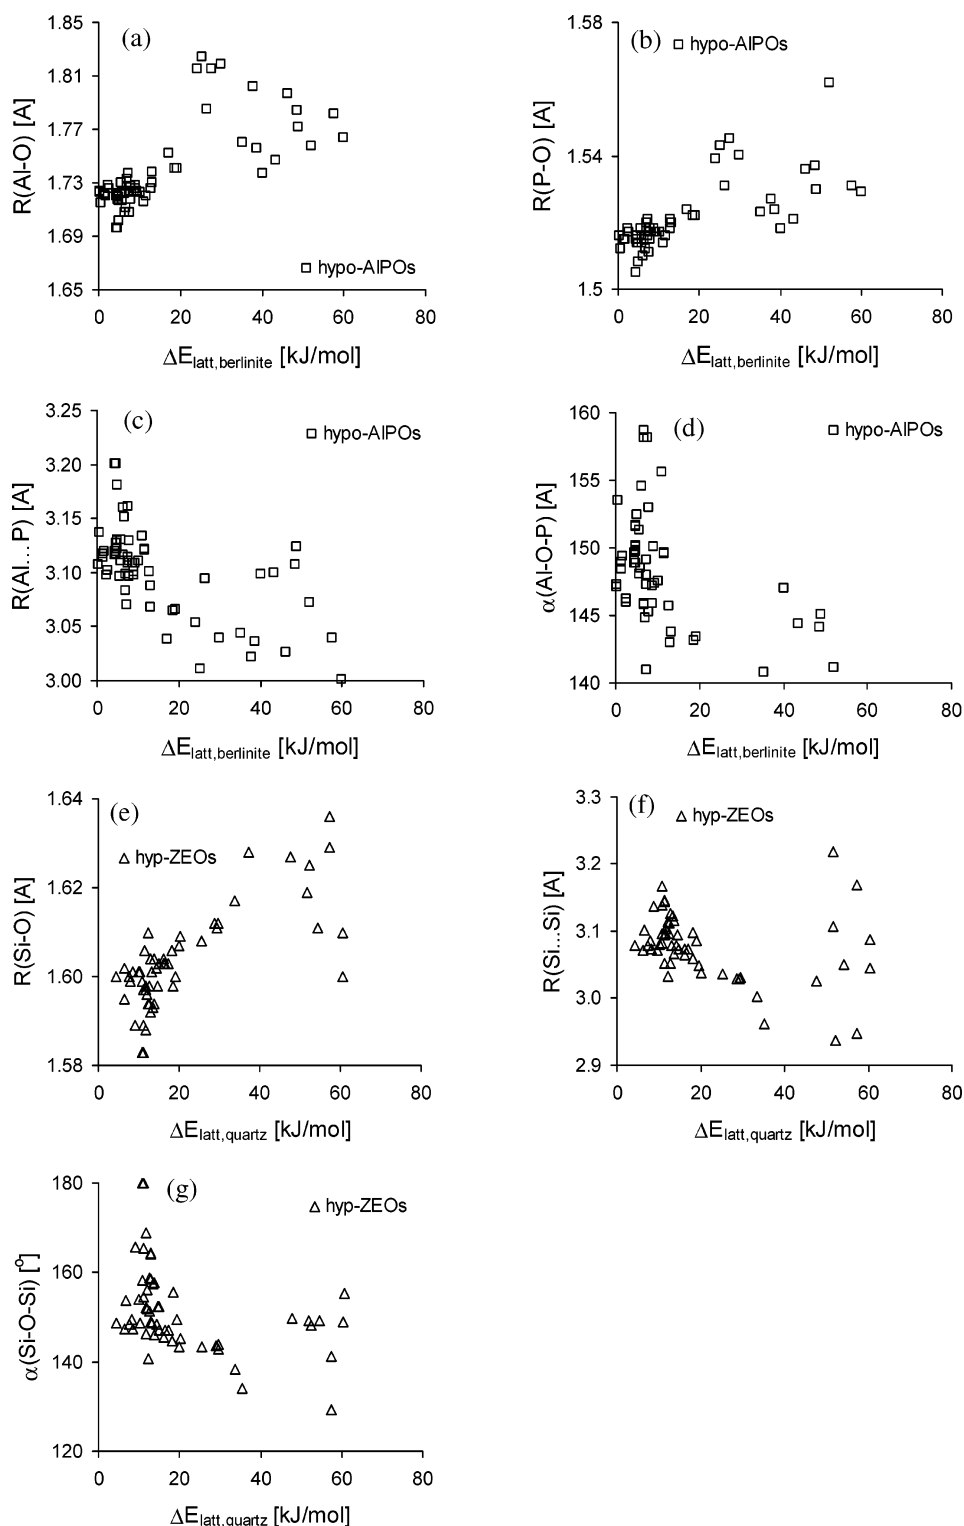 (a)
hypo-AlPOs
R(Al-O) [A]
1.85
1.81
1.77
1.73
1.69
1.65
0 20 40 60 80
ΔE_latt,berlinite [kJ/mol]
(b)
hypo-AlPOs
R(P-O) [A]
1.58
1.54
1.5
0 20 40 60 80
ΔE_latt,berlinite [kJ/mol]
(c)
hypo-AlPOs
R(Al... P) [A]
3.25
3.20
3.15
3.10
3.05
3.00
0 20 40 60 80
ΔE_latt,berlinite [kJ/mol]
(d)
hypo-AlPOs
α(Al-O-P) [A]
160
155
150
145
140
0 20 40 60 80
ΔE_latt,berlinite [kJ/mol]
(e)
hyp-ZEOs
R(Si-O) [A]
1.64
1.62
1.60
1.58
0 20 40 60 80
ΔE_latt,quartz [kJ/mol]
(f)
hyp-ZEOs
R(Si...Si) [A]
3.3
3.2
3.1
3.0
2.9
0 20 40 60 80
ΔE_latt,quartz [kJ/mol]
(g)
hyp-ZEOs
α(Si-O-Si) [°]
180
160
140
120
0 20 40 60 80
ΔE_latt,quartz [kJ/mol]